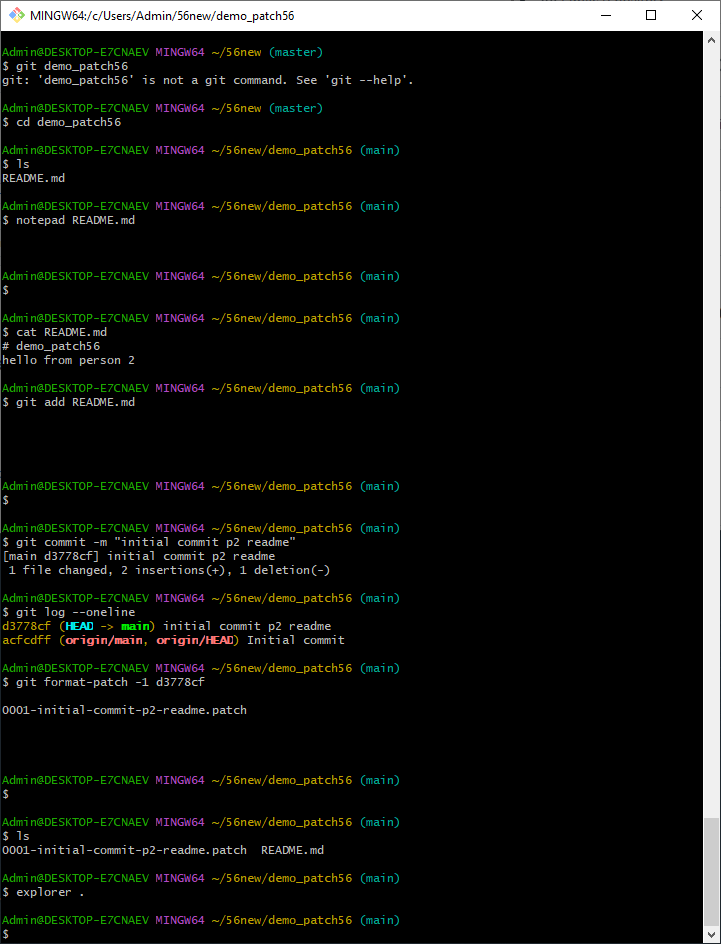 MINGW64:/c/Users/Admin/56new/demo_patch56
Admin@DESKTOP-E7CNAEV MINGW64 ~/56new (master)
$ git demo_patch56
git: 'demo_patch56' is not a git command. See 'git --help'.
Admin@DESKTOP-E7CNAEV MINGW64 ~/56new (master)
$ cd demo_patch56
Admin@DESKTOP-E7CNAEV MINGW64 ~/56new/demo_patch56 (main)
$ ls
README.md
Admin@DESKTOP-E7CNAEV MINGW64 ~/56new/demo_patch56 (main)
$ notepad README.md
Admin@DESKTOP-E7CNAEV MINGW64 ~/56new/demo_patch56 (main)
$
Admin@DESKTOP-E7CNAEV MINGW64 ~/56new/demo_patch56 (main)
$ cat README.md
# demo_patch56
hello from person 2
Admin@DESKTOP-E7CNAEV MINGW64 ~/56new/demo_patch56 (main)
$ git add README.md
Admin@DESKTOP-E7CNAEV MINGW64 ~/56new/demo_patch56 (main)
$
Admin@DESKTOP-E7CNAEV MINGW64 ~/56new/demo_patch56 (main)
$ git commit -m "initial commit p2 readme"
[main d3778cf] initial commit p2 readme
 1 file changed, 2 insertions(+), 1 deletion(-)
Admin@DESKTOP-E7CNAEV MINGW64 ~/56new/demo_patch56 (main)
$ git log --oneline
d3778cf (HEAD -> main) initial commit p2 readme
acfcdff (origin/main, origin/HEAD) Initial commit
Admin@DESKTOP-E7CNAEV MINGW64 ~/56new/demo_patch56 (main)
$ git format-patch -1 d3778cf
0001-initial-commit-p2-readme.patch
Admin@DESKTOP-E7CNAEV MINGW64 ~/56new/demo_patch56 (main)
$
Admin@DESKTOP-E7CNAEV MINGW64 ~/56new/demo_patch56 (main)
$ ls
0001-initial-commit-p2-readme.patch  README.md
Admin@DESKTOP-E7CNAEV MINGW64 ~/56new/demo_patch56 (main)
$ explorer .
Admin@DESKTOP-E7CNAEV MINGW64 ~/56new/demo_patch56 (main)
$